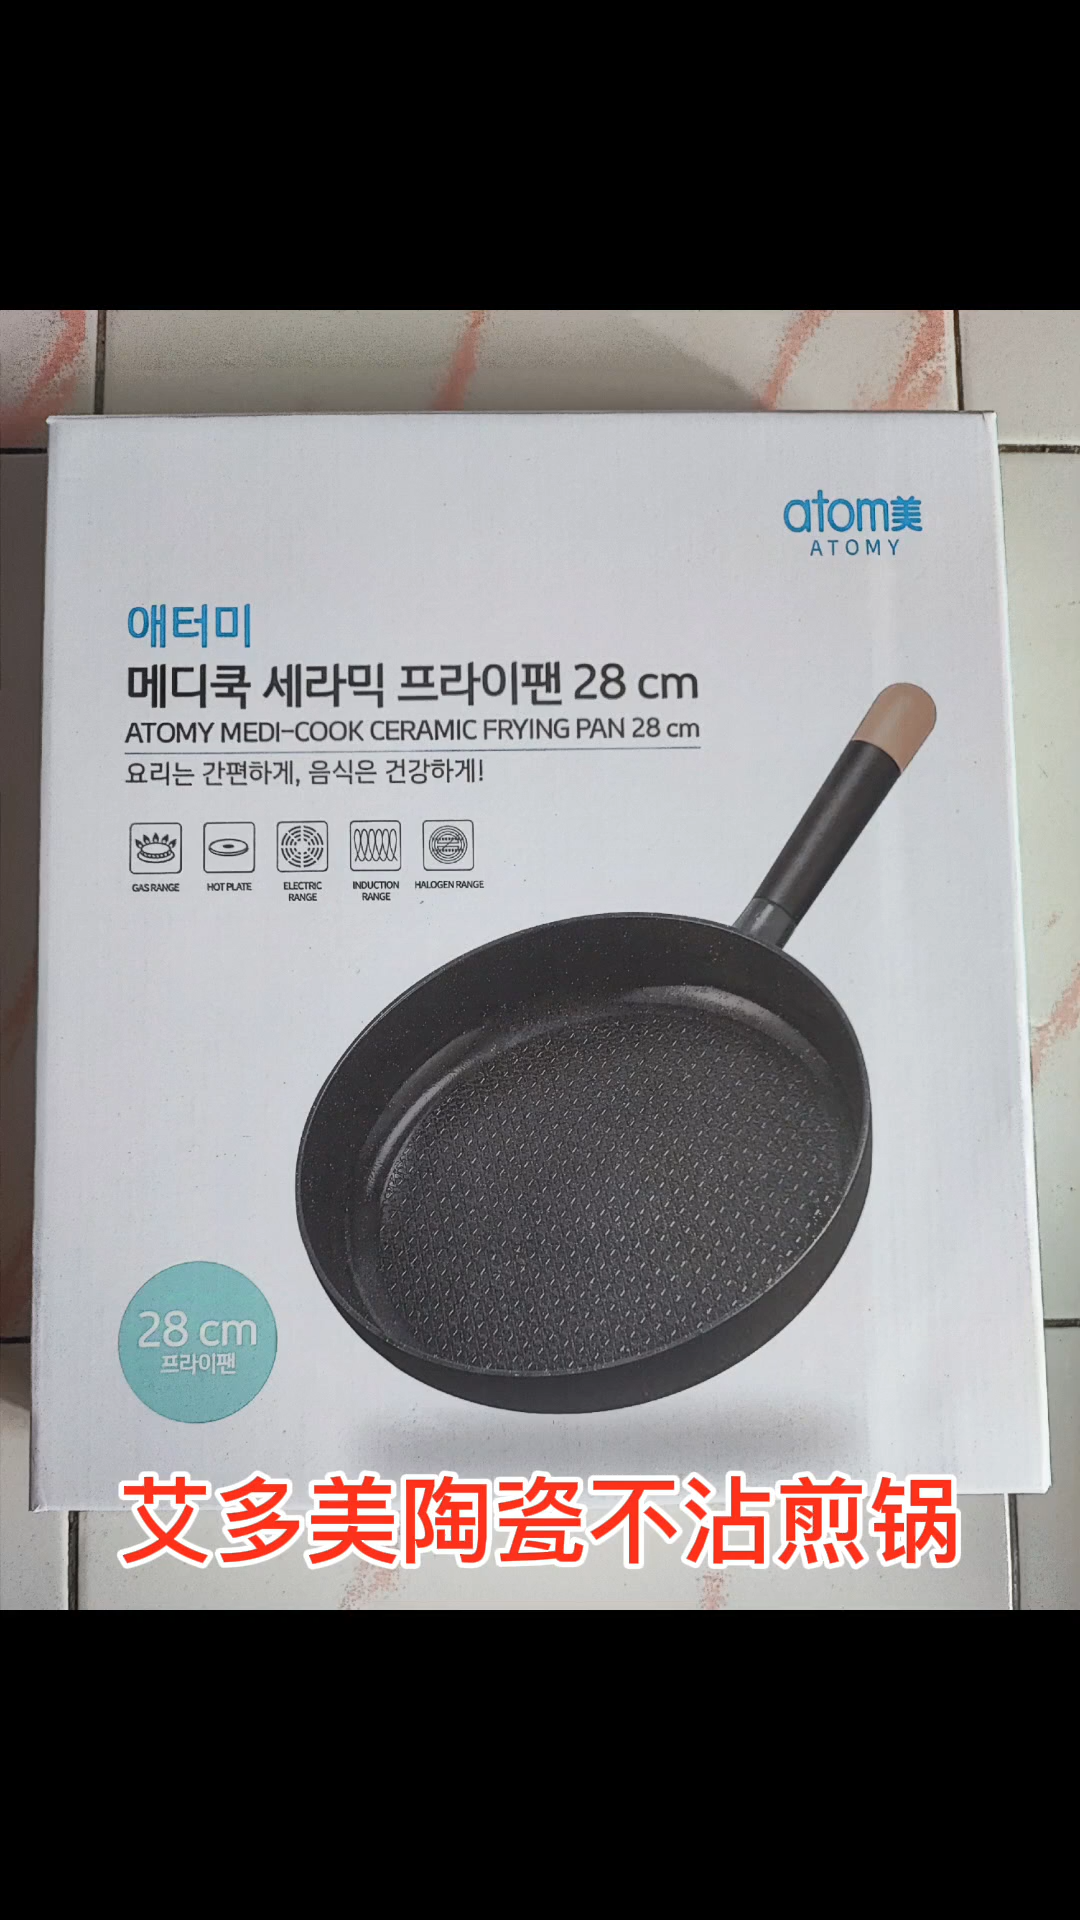 atom美
ATOMY
애터미
메디쿡 세라믹 프라이팬 28 cm
ATOMY MEDI-COOK CERAMIC FRYING PAN 28 cm
요리는 간편하게, 음식은 건강하게!
GAS RANGE
HOT PLATE
ELECTRIC RANGE
INDUCTION RANGE
HALOGEN RANGE
28 cm
프라이팬
艾多美陶瓷不沾煎锅